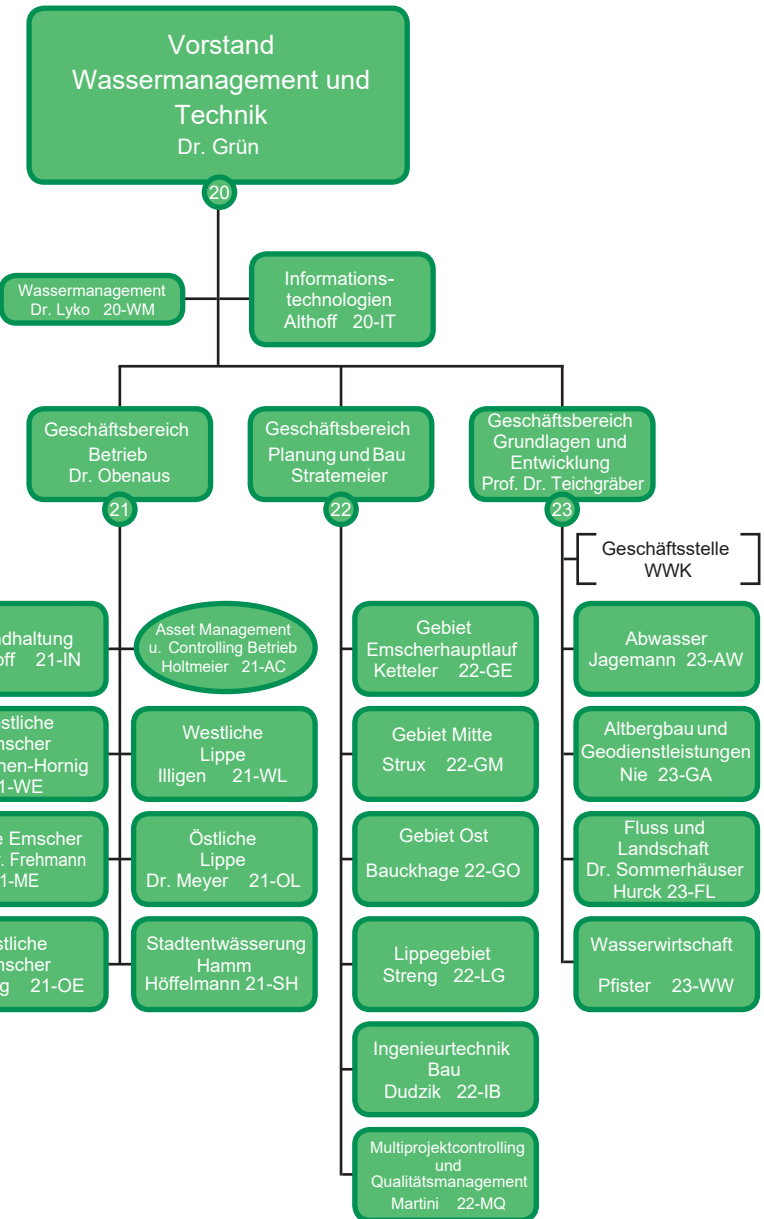 Vorstand
Wassermanagement und
Technik
Dr. Grün
20
Wassermanagement
Dr. Lyko 20-WM
Informations-
technologien
Althoff 20-IT
Geschäftsbereich
Betrieb
Dr. Obenaus
21
Geschäftsbereich
Planung und Bau
Stratemeier
22
Geschäftsbereich
Grundlagen und
Entwicklung
Prof. Dr. Teichgräber
23
Geschäftsstelle
WWK
21-IN
Asset Management
u. Controlling Betrieb
Holtmeier 21-AC
Westliche
Lippe
Illigen 21-WL
Emscher
Frehmann
Östliche
Lippe
Dr. Meyer 21-OL
21-OE
Stadtentwässerung
Hamm
Höffelmann 21-SH
Gebiet
Emscherhauptlauf
Ketteler 22-GE
Gebiet Mitte
Strux 22-GM
Gebiet Ost
Bauckhage 22-GO
Lippegebiet
Streng 22-LG
Ingenieurtechnik
Bau
Dudzik 22-IB
Multiprojektcontrolling
und
Qualitätsmanagement
Martini 22-MQ
Abwasser
Jagemann 23-AW
Altbergbau und
Geodienstleistungen
Nie 23-GA
Fluss und
Landschaft
Dr. Sommerhäuser
Hurck 23-FL
Wasserwirtschaft
Pfister 23-WW